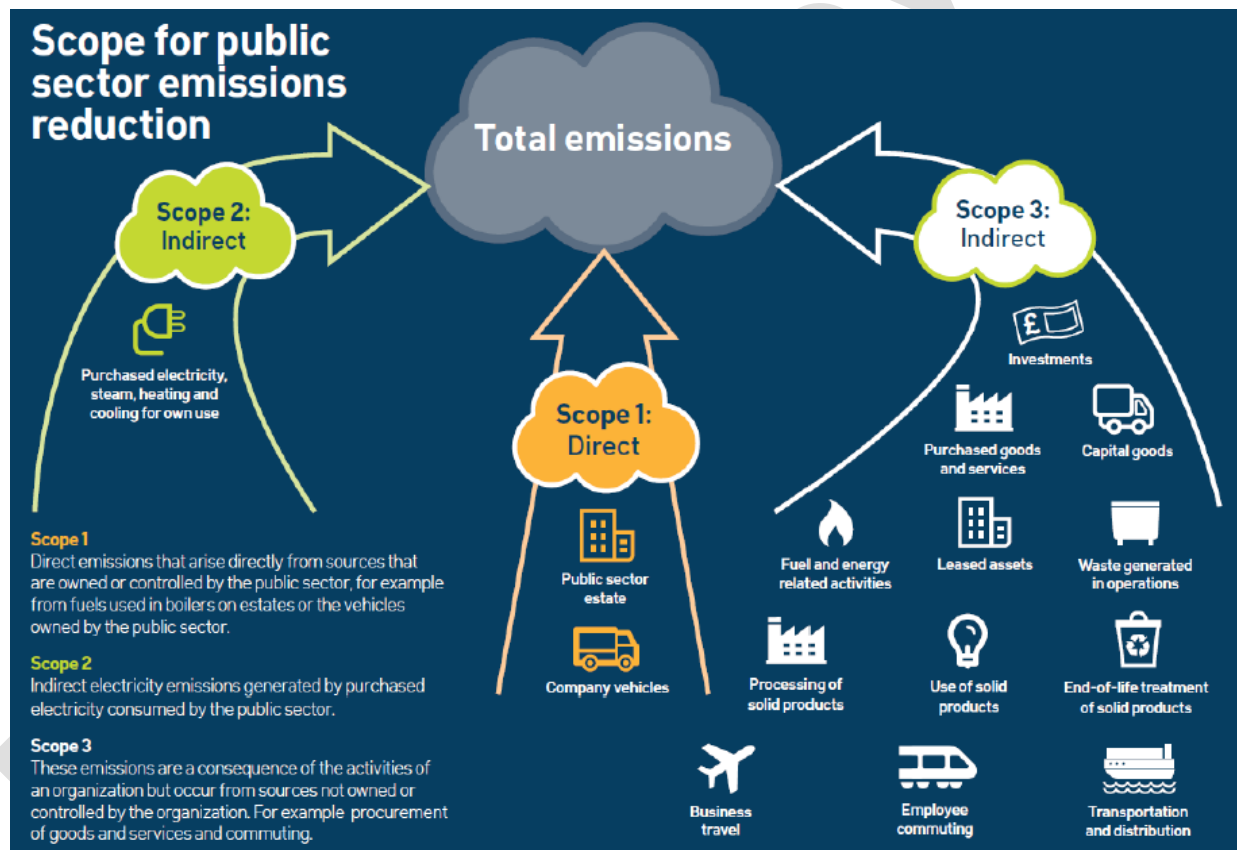 Scope for public
sector emissions
reduction
Total emissions
Scope 2:
Indirect
Purchased electricity,
steam, heating and
cooling for own use
Scope 1:
Direct
Public sector
estate
Company vehicles
Scope 3:
Indirect
£
Investments
Purchased goods
and services
Capital goods
Fuel and energy
related activities
Leased assets
Waste generated
in operations
Processing of
solid products
Use of solid
products
End-of-life treatment
of solid products
Business
travel
Employee
commuting
Transportation
and distribution
Scope 1
Direct emissions that arise directly from sources that
are owned or controlled by the public sector, for example
from fuels used in boilers on estates or the vehicles
owned by the public sector.
Scope 2
Indirect electricity emissions generated by purchased
electricity consumed by the public sector.
Scope 3
These emissions are a consequence of the activities of
an organization but occur from sources not owned or
controlled by the organization. For example procurement
of goods and services and commuting.